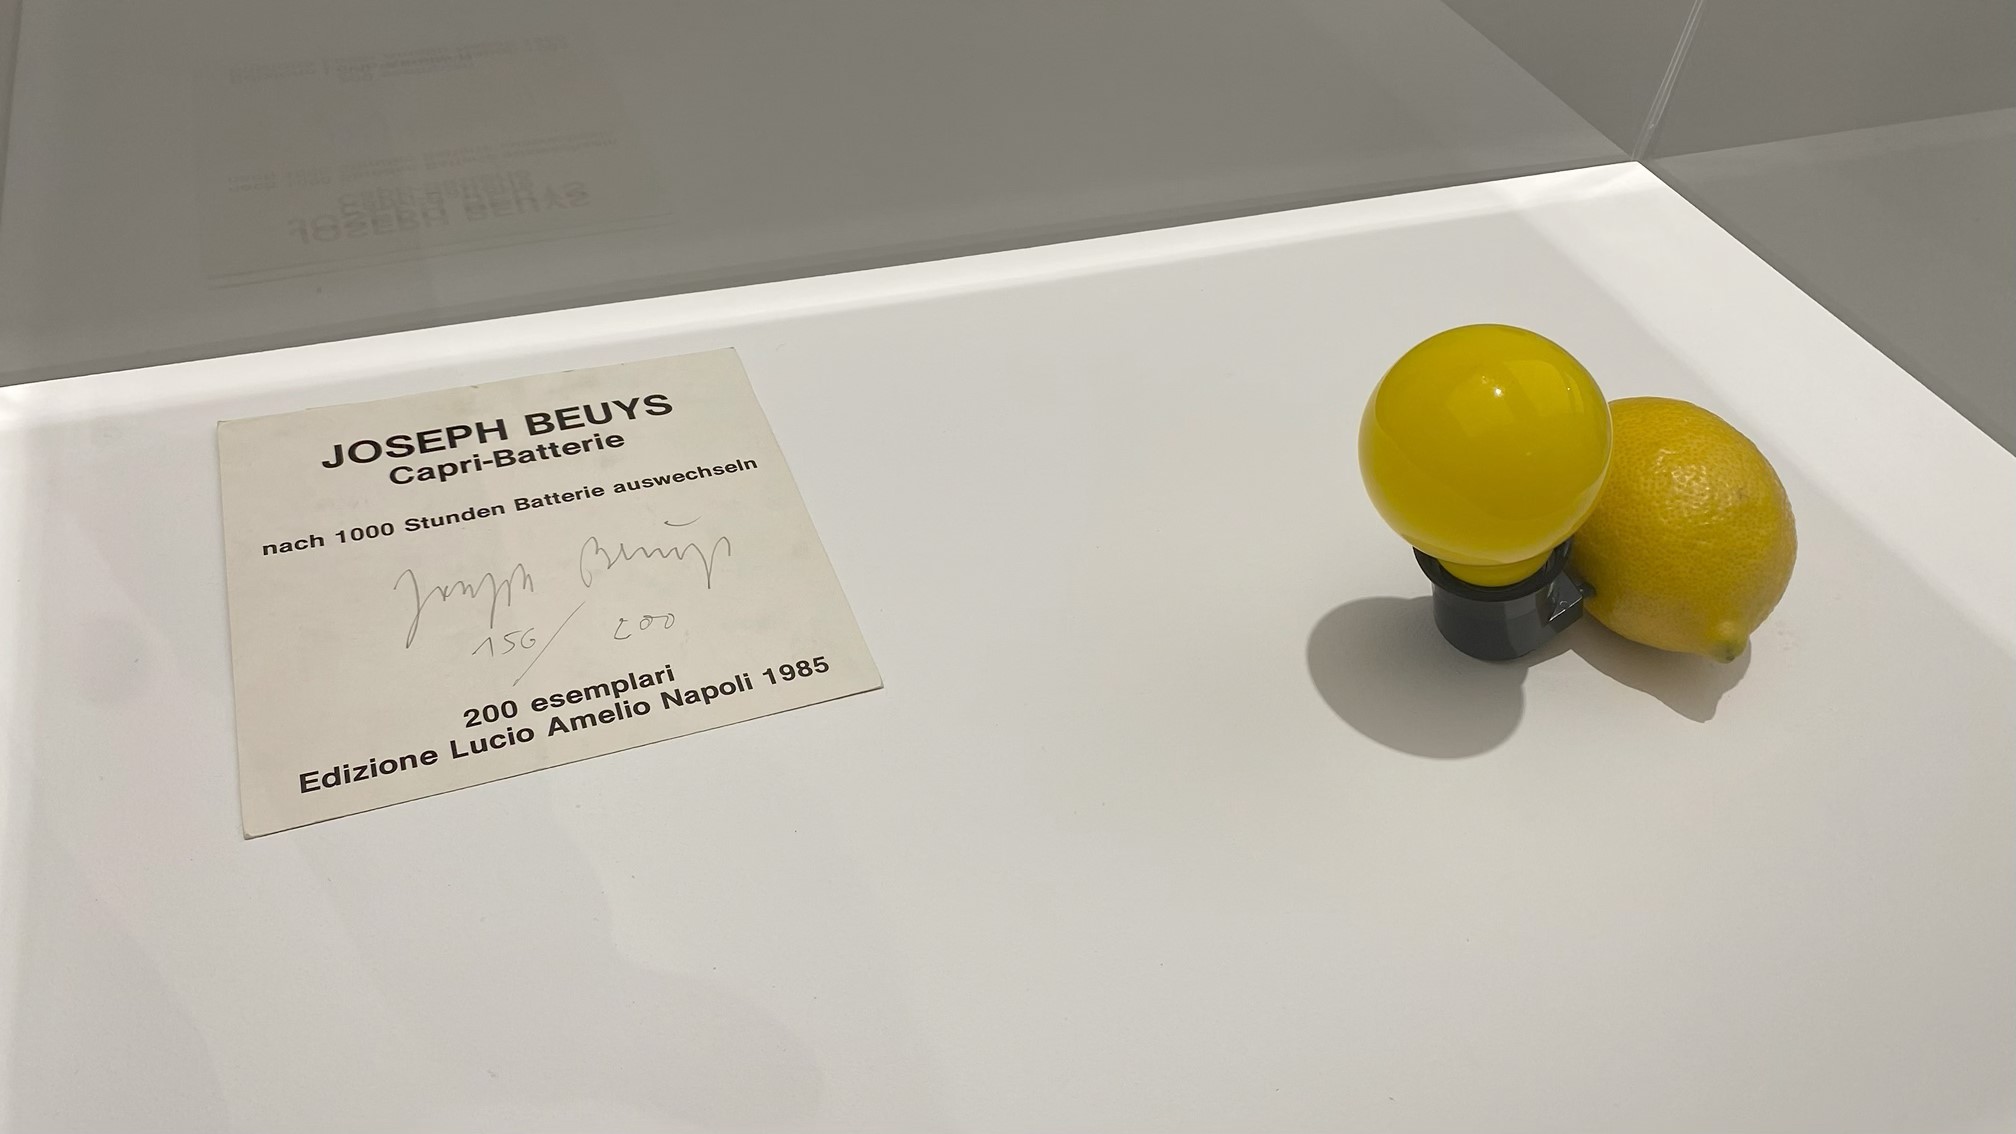 JOSEPH BEUYS
Capri-Batterie
nach 1000 Stunden Batterie auswechseln
Joseph Beuys
156/200
200 esemplari
Edizione Lucio Amelio Napoli 1985